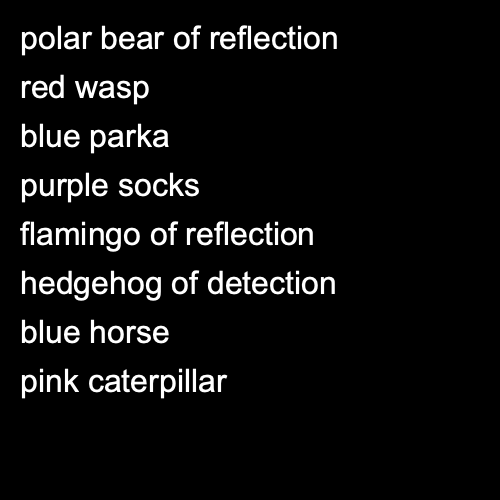 polar bear of reflection
red wasp
blue parka
purple socks
flamingo of reflection
hedgehog of detection
blue horse
pink caterpillar